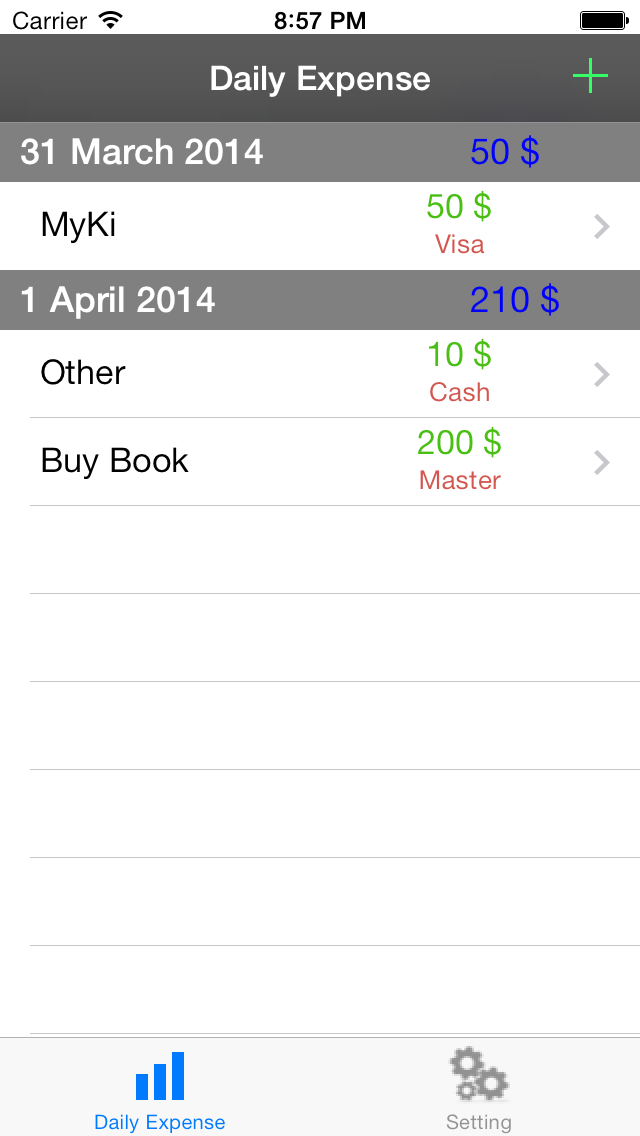 Carrier 8:57 PM
Daily Expense
31 March 2014 50 $
MyKi 50 $
Visa
1 April 2014 210 $
Other 10 $
Cash
Buy Book 200 $
Master
Daily Expense Setting